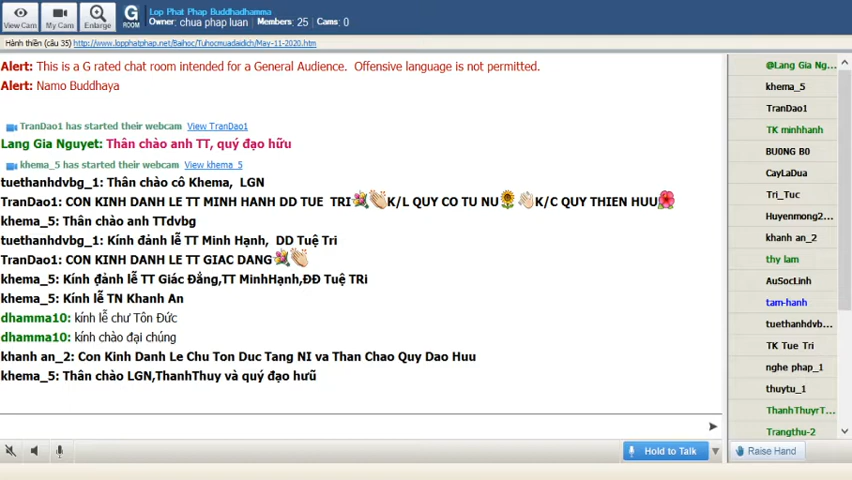 View Cam
My Cam
Enlarge
G
ROOM
Lop Phat Phap Buddhadhamma
Owner: chua phap luan Members: 25 Cams: 0
Hành thiền (câu 35) http://www.lopphatphap.net/Baihoc/Tuhocmuadaidich/May-11-2020.htm
Alert: This is a G rated chat room intended for a General Audience. Offensive language is not permitted.
Alert: Namo Buddhaya
TranDao1 has started their webcam View TranDao1
Lang Gia Nguyet: Thân chào anh TT, quý đạo hữu
khema_5 has started their webcam View khema_5
tuethanhdvbg_1: Thân chào cô Khema, LGN
TranDao1: CON KINH DANH LE TT MINH HANH DD TUE TRI K/L QUY CO TU NU K/C QUY THIEN HUU
khema_5: Thân chào anh TTdvbg
tuethanhdvbg_1: Kính đảnh lễ TT Minh Hạnh, DD Tuệ Tri
TranDao1: CON KINH DANH LE TT GIAC DANG
khema_5: Kính đảnh lễ TT Giác Đẳng,TT MinhHạnh,ĐĐ Tuệ TRi
khema_5: Kính lễ TN Khanh An
dhamma10: kính lễ chư Tôn Đức
dhamma10: kính chào đại chúng
khanh an_2: Con Kinh Danh Le Chu Ton Duc Tang NI va Than Chao Quy Dao Huu
khema_5: Thân chào LGN,ThanhThuy và quý đạo hưũ
Hold to Talk
@Lang Gia Ng...
khema_5
TranDao1
TK minhhanh
BU0NG B0
CayLaDua
Tri_Tuc
Huyenmong2...
khanh an_2
thy lam
AuSocLinh
tam-hanh
tuethanhdvb...
TK Tue Tri
nghe phap_1
thuytu_1
ThanhThuyrT...
Trangthu-2
Raise Hand